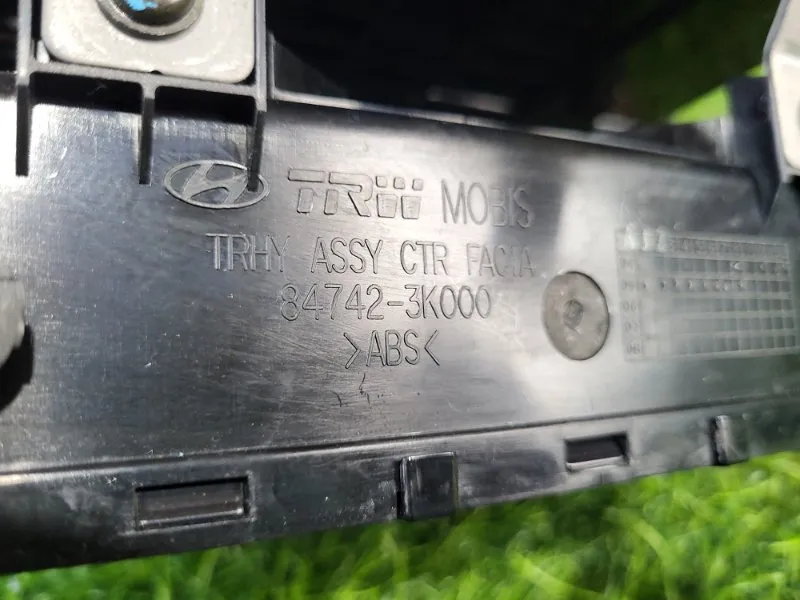 TRW MOBIS
TRHY ASSY CTR FACIA
84742-3K000
>ABS<